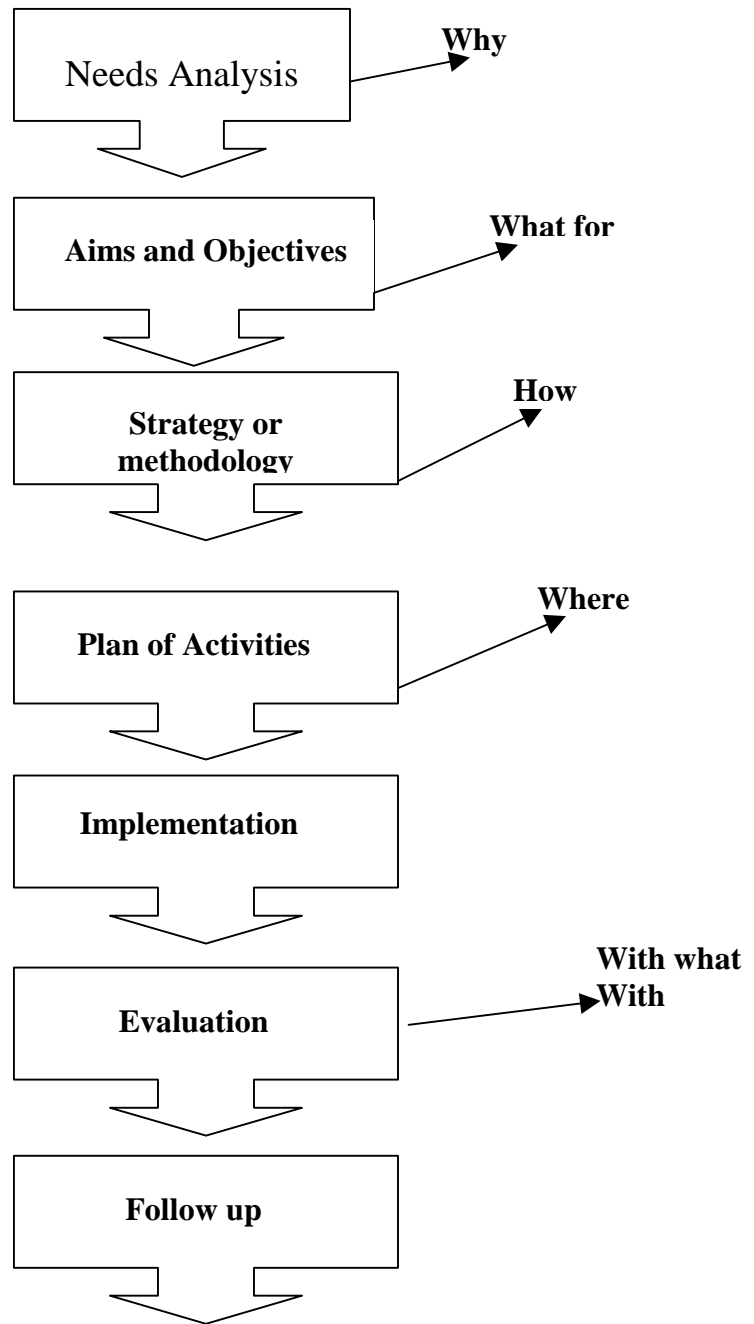 Why
Needs Analysis
What for
Aims and Objectives
How
Strategy or
methodology
Where
Plan of Activities
Implementation
With what
With
Evaluation
Follow up